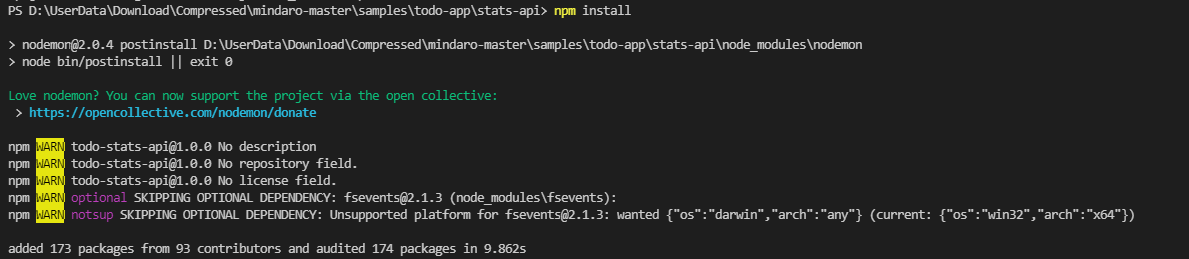 PS D:\UserData\Download\Compressed\mindaro-master\samples\todo-app\stats-api> npm install
> nodemon@2.0.4 postinstall D:\UserData\Download\Compressed\mindaro-master\samples\todo-app\stats-api\node_modules\nodemon
> node bin/postinstall || exit 0
Love nodemon? You can now support the project via the open collective:
> https://opencollective.com/nodemon/donate
npm WARN todo-stats-api@1.0.0 No description
npm WARN todo-stats-api@1.0.0 No repository field.
npm WARN todo-stats-api@1.0.0 No license field.
npm WARN optional SKIPPING OPTIONAL DEPENDENCY: fsevents@2.1.3 (node_modules\fsevents):
npm WARN notsup SKIPPING OPTIONAL DEPENDENCY: Unsupported platform for fsevents@2.1.3: wanted {"os":"darwin","arch":"any"} (current: {"os":"win32","arch":"x64"})
added 173 packages from 93 contributors and audited 174 packages in 9.862s